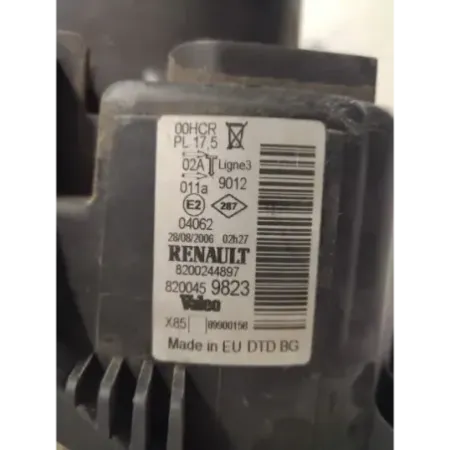 00HCR
PL 17,5
02A Ligne3
011a 9012
E2 287
04062
28/08/2006 02h27
RENAULT
8200244897
820045 9823
Valeo
X85 89900156
Made in EU DTD BG